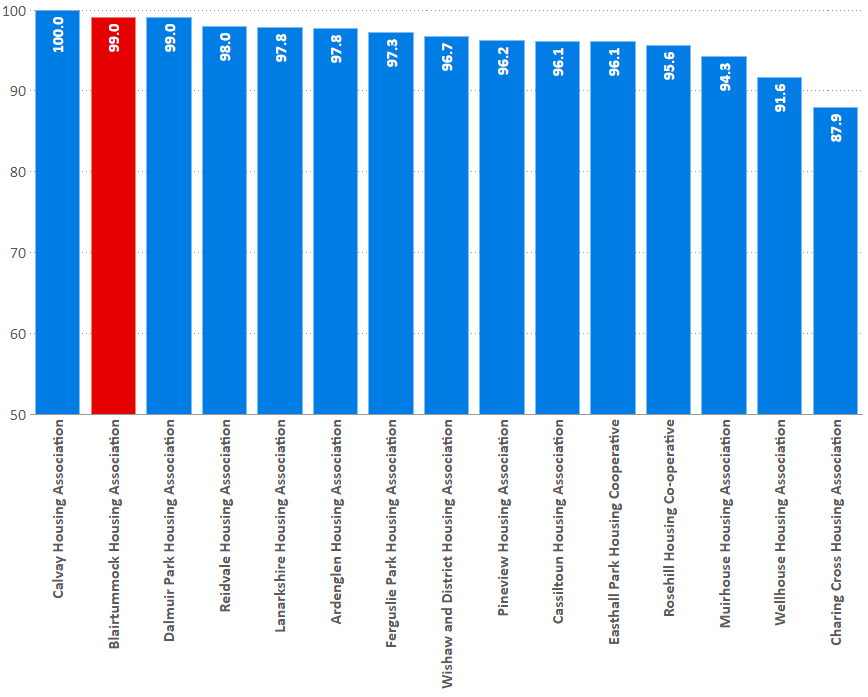 100
90
80
70
60
50
100.0
99.0
99.0
98.0
97.8
97.8
97.3
96.7
96.2
96.1
96.1
95.6
94.3
91.6
87.9
Calvay Housing Association
Blairtummock Housing Association
Dalmuir Park Housing Association
Reidvale Housing Association
Lanarkshire Housing Association
Ardenglen Housing Association
Ferguslie Park Housing Association
Wishaw and District Housing Association
Pineview Housing Association
Cassiltoun Housing Association
Easthall Park Housing Cooperative
Rosehill Housing Co-operative
Muirhouse Housing Association
Wellhouse Housing Association
Charing Cross Housing Association